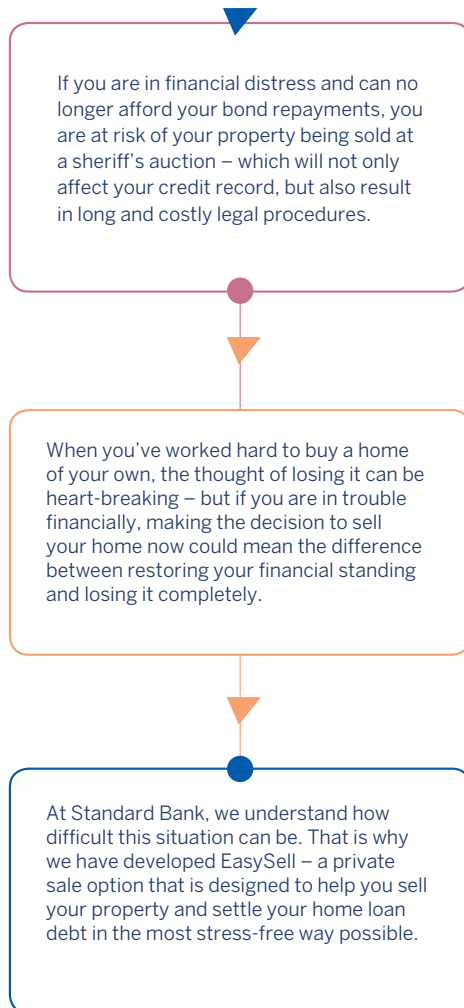 If you are in financial distress and can no
longer afford your bond repayments, you
are at risk of your property being sold at
a sheriff’s auction – which will not only
affect your credit record, but also result
in long and costly legal procedures.
When you’ve worked hard to buy a home
of your own, the thought of losing it can be
heart-breaking – but if you are in trouble
financially, making the decision to sell
your home now could mean the difference
between restoring your financial standing
and losing it completely.
At Standard Bank, we understand how
difficult this situation can be. That is why
we have developed EasySell – a private
sale option that is designed to help you sell
your property and settle your home loan
debt in the most stress-free way possible.